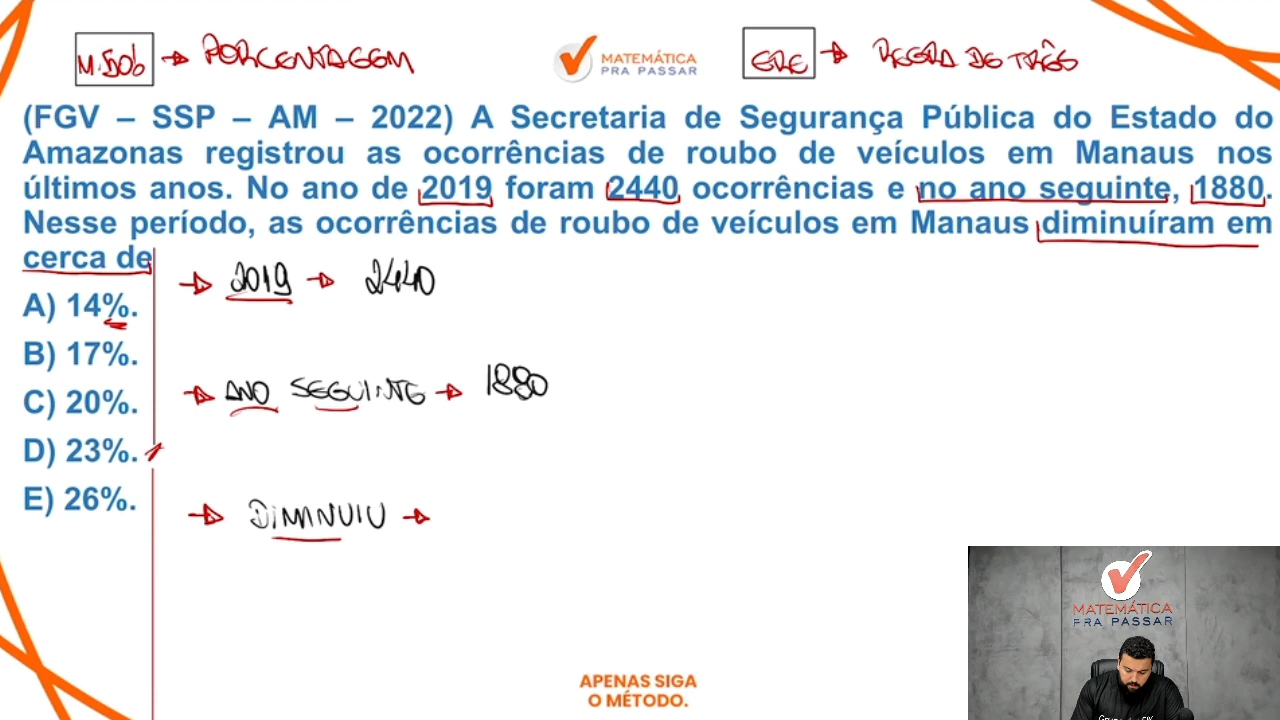 M.506 → PORCENTAGEM
MATEMÁTICA
PRA PASSAR
→ REGRA DE TRÊS
(FGV – SSP – AM – 2022) A Secretaria de Segurança Pública do Estado do
Amazonas registrou as ocorrências de roubo de veículos em Manaus nos
últimos anos. No ano de 2019 foram 2440 ocorrências e no ano seguinte, 1880.
Nesse período, as ocorrências de roubo de veículos em Manaus diminuíram em
cerca de
→ 2019 → 2440
A) 14%.
B) 17%.
→ ANO SEGUINTE → 1880
C) 20%.
D) 23%.
E) 26%.
→ DIMINUIU →
MATEMÁTICA
PRA PASSAR
APENAS SIGA
O MÉTODO.